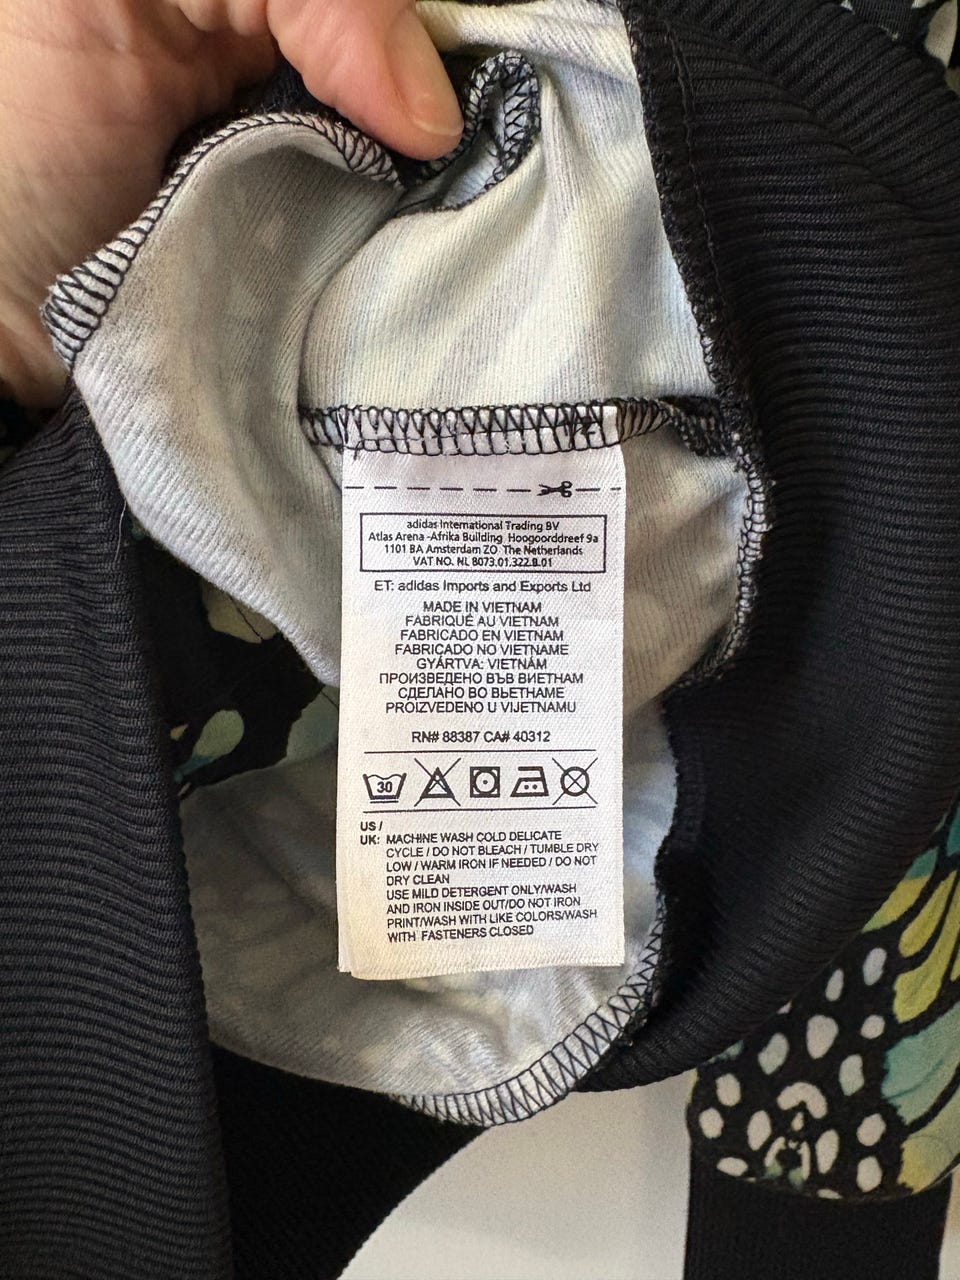 adidas International Trading BV
Atlas Arena -Afrika Building Hoogoorddreef 9a
1101 BA Amsterdam ZO The Netherlands
VAT NO. NL 8073.01.322.B.01
ET: adidas Imports and Exports Ltd
MADE IN VIETNAM
FABRIQUÉ AU VIETNAM
FABRICADO EN VIETNAM
FABRICADO NO VIETNAME
GYÁRTVA: VIETNÁM
ПРОИЗВЕДЕНО ВЪВ ВИЕТНАМ
СДЕЛАНО ВО ВЬЕТНАМЕ
PROIZVEDENO U VIJETNAMU
RN# 88387 CA# 40312
30
US /
UK: MACHINE WASH COLD DELICATE
CYCLE / DO NOT BLEACH / TUMBLE DRY
LOW / WARM IRON IF NEEDED / DO NOT
DRY CLEAN
USE MILD DETERGENT ONLY/WASH
AND IRON INSIDE OUT/DO NOT IRON
PRINT/WASH WITH LIKE COLORS/WASH
WITH FASTENERS CLOSED